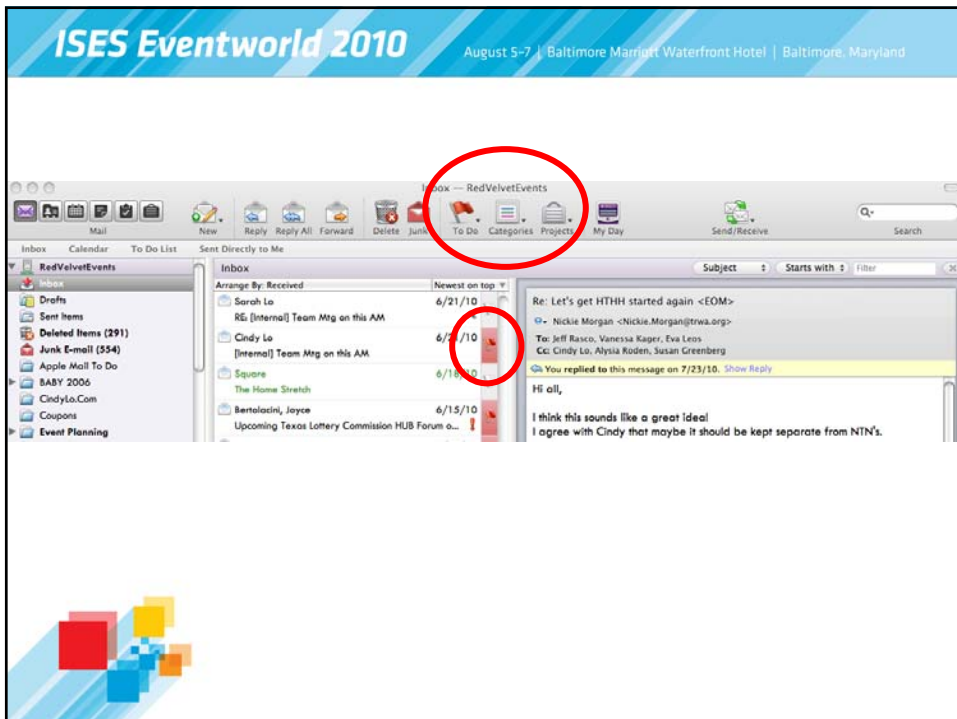 ISES Eventworld 2010
August 5-7 | Baltimore Marriott Waterfront Hotel | Baltimore, Maryland
Inbox — RedVelvetEvents
Mail New Reply Reply All Forward Delete Junk To Do Categories Projects My Day Send/Receive Search
Inbox Calendar To Do List Sent Directly to Me
RedVelvetEvents
Inbox
Drafts
Sent Items
Deleted Items (291)
Junk E-mail (554)
Apple Mail To Do
BABY 2006
CindyLo.Com
Coupons
Event Planning
Inbox
Subject Starts with Filter
Arrange By: Received Newest on top
Sarah Lo 6/21/10
RE: [Internal] Team Mtg on this AM
Cindy Lo 6/21/10
[Internal] Team Mtg on this AM
Square 6/18/10
The Home Stretch
Bertolacini, Joyce 6/15/10
Upcoming Texas Lottery Commission HUB Forum o...
Re: Let's get HTHH started again <EOM>
Nickie Morgan <Nickie.Morgan@trwa.org>
To: Jeff Rasco, Vanessa Kager, Eva Leos
Cc: Cindy Lo, Alysia Roden, Susan Greenberg
You replied to this message on 7/23/10. Show Reply
Hi all,
I think this sounds like a great idea!
I agree with Cindy that maybe it should be kept separate from NTN's.